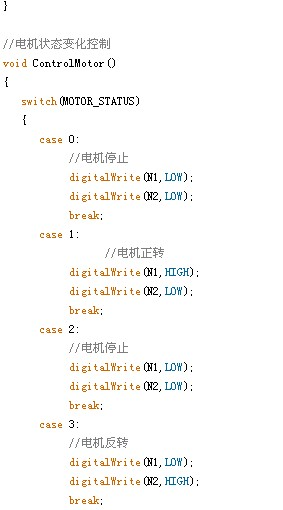 }
//电机状态变化控制
void ControlMotor()
{
switch(MOTOR_STATUS)
{
case 0:
//电机停止
digitalWrite(N1,LOW);
digitalWrite(N2,LOW);
break;
case 1:
//电机正转
digitalWrite(N1,HIGH);
digitalWrite(N2,LOW);
break;
case 2:
//电机停止
digitalWrite(N1,LOW);
digitalWrite(N2,LOW);
break;
case 3:
//电机反转
digitalWrite(N1,LOW);
digitalWrite(N2,HIGH);
break;